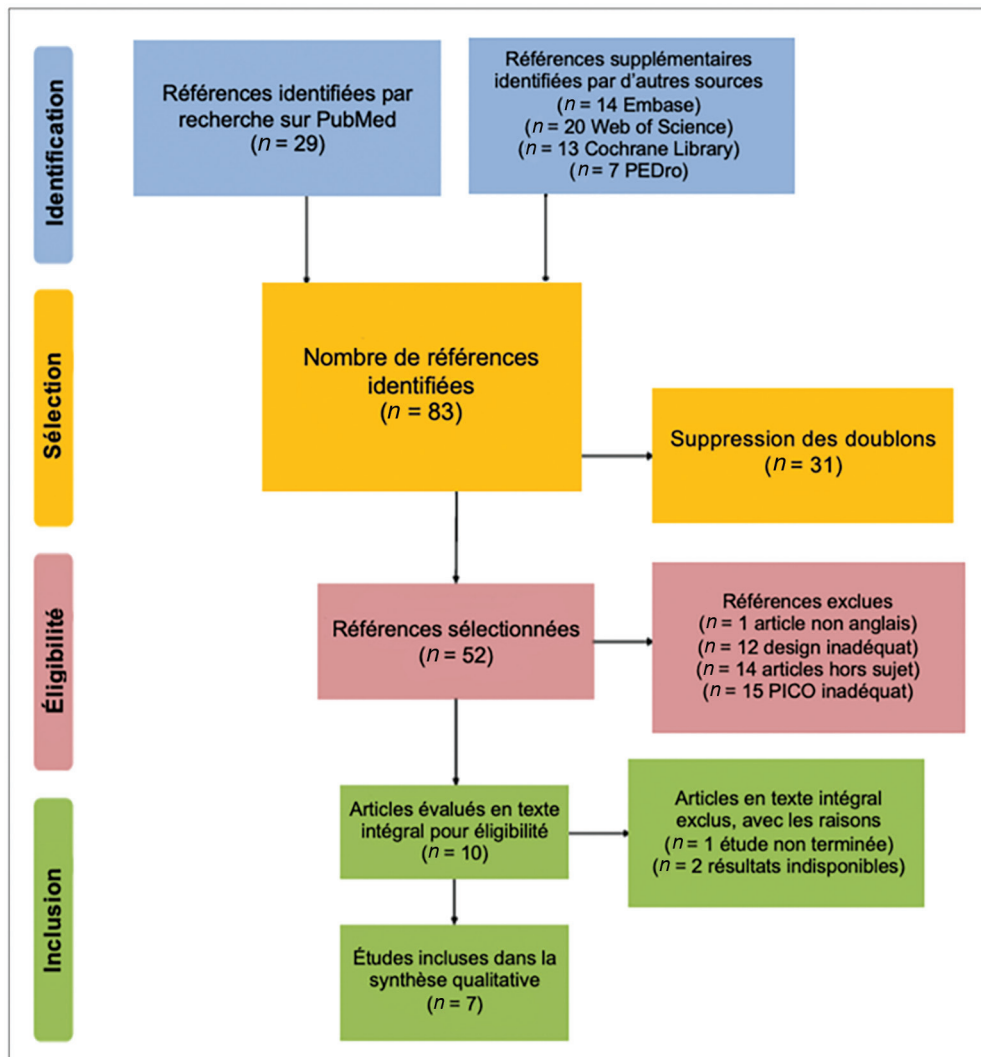 Identification
Références identifiées par
recherche sur PubMed
(n = 29)
Références supplémentaires
identifiées par d'autres sources
(n = 14 Embase)
(n = 20 Web of Science)
(n = 13 Cochrane Library)
(n = 7 PEDro)
Sélection
Nombre de références
identifiées
(n = 83)
Suppression des doublons
(n = 31)
Éligibilité
Références sélectionnées
(n = 52)
Références exclues
(n = 1 article non anglais)
(n = 12 design inadéquat)
(n = 14 articles hors sujet)
(n = 15 PICO inadéquat)
Inclusion
Articles évalués en texte
intégral pour éligibilité
(n = 10)
Articles en texte intégral
exclus, avec les raisons
(n = 1 étude non terminée)
(n = 2 résultats indisponibles)
Études incluses dans la
synthèse qualitative
(n = 7)